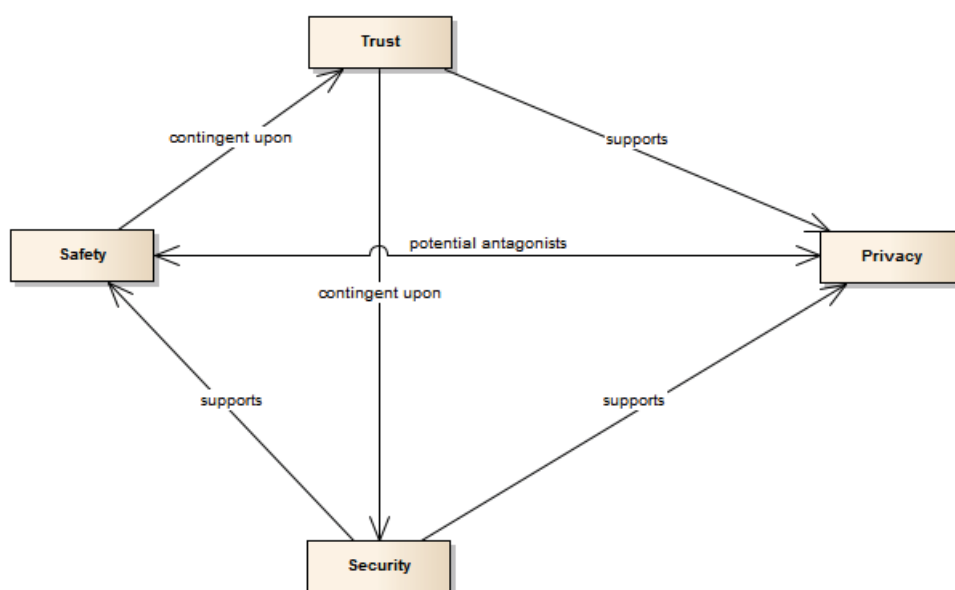 Trust
contingent upon
supports
potential antagonists
Safety
Privacy
contingent upon
supports
supports
Security